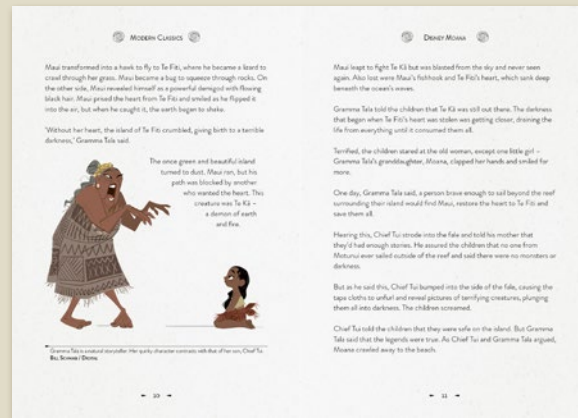 MODERN CLASSICS
Maui transformed into a hawk to fly to Te Fiti, where he became a lizard to
crawl through her grass. Maui became a bug to squeeze through rocks. On
the other side, Maui revealed himself as a powerful demigod with flowing
black hair. Maui prised the heart from Te Fiti and smiled as he flipped it
into the air, but when he caught it, the earth began to shake.
'Without her heart, the island of Te Fiti crumbled, giving birth to a terrible
darkness,' Gramma Tala said.
The once green and beautiful island
turned to dust. Maui ran, but his
path was blocked by another
who wanted the heart. This
creature was Te Kā –
a demon of earth
and fire.
Gramma Tala is a natural storyteller. Her quirky character contrasts with that of her son, Chief Tui.
BILL SCHWAB / DIGITAL
10
DISNEY MOANA
Maui leapt to fight Te Kā but was blasted from the sky and never seen
again. Also lost were Maui's fishhook and Te Fiti's heart, which sank deep
beneath the ocean's waves.
Gramma Tala told the children that Te Kā was still out there. The darkness
that began when Te Fiti's heart was stolen was getting closer, draining the
life from everything until it consumed them all.
Terrified, the children stared at the old woman, except one little girl –
Gramma Tala's granddaughter, Moana, clapped her hands and smiled for
more.
One day, Gramma Tala said, a person brave enough to sail beyond the reef
surrounding their island would find Maui, restore the heart to Te Fiti and
save them all.
Hearing this, Chief Tui strode into the fale and told his mother that
they'd had enough stories. He assured the children that no one from
Motunui ever sailed outside of the reef and said there were no monsters or
darkness.
But as he said this, Chief Tui bumped into the side of the fale, causing the
tapa cloths to unfurl and reveal pictures of terrifying creatures, plunging
them all into darkness. The children screamed.
Chief Tui told the children that they were safe on the island. But Gramma
Tala said that the legends were true. As Chief Tui and Gramma Tala argued,
Moana crawled away to the beach.
11